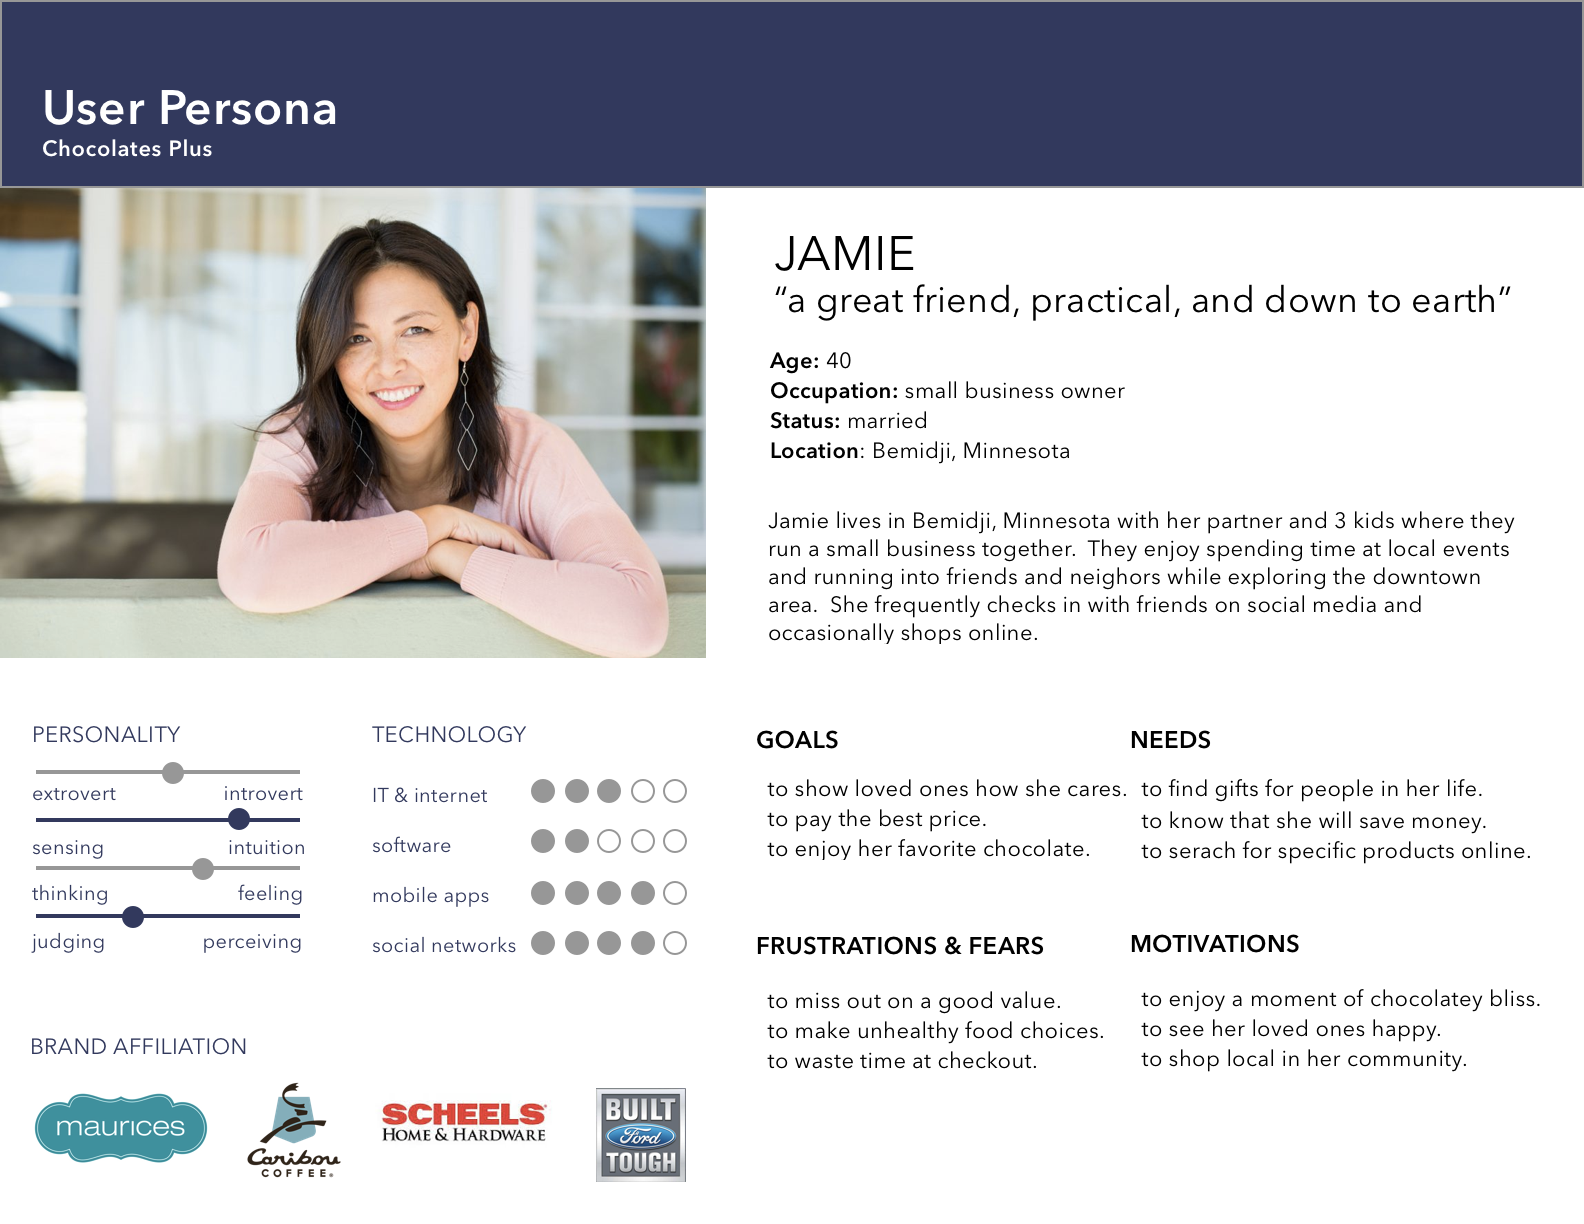 User Persona
Chocolates Plus
JAMIE
“a great friend, practical, and down to earth”
Age: 40
Occupation: small business owner
Status: married
Location: Bemidji, Minnesota
Jamie lives in Bemidji, Minnesota with her partner and 3 kids where they
run a small business together.  They enjoy spending time at local events
and running into friends and neighors while exploring the downtown
area.  She frequently checks in with friends on social media and
occasionally shops online.
PERSONALITY
extrovert introvert
sensing intuition
thinking feeling
judging perceiving
TECHNOLOGY
IT & internet
software
mobile apps
social networks
BRAND AFFILIATION
maurices
Caribou
COFFEE®
SCHEELS®
HOME & HARDWARE
BUILT
Ford
TOUGH
GOALS
to show loved ones how she cares.
to pay the best price.
to enjoy her favorite chocolate.
NEEDS
to find gifts for people in her life.
to know that she will save money.
to serach for specific products online.
FRUSTRATIONS & FEARS
to miss out on a good value.
to make unhealthy food choices.
to waste time at checkout.
MOTIVATIONS
to enjoy a moment of chocolatey bliss.
to see her loved ones happy.
to shop local in her community.